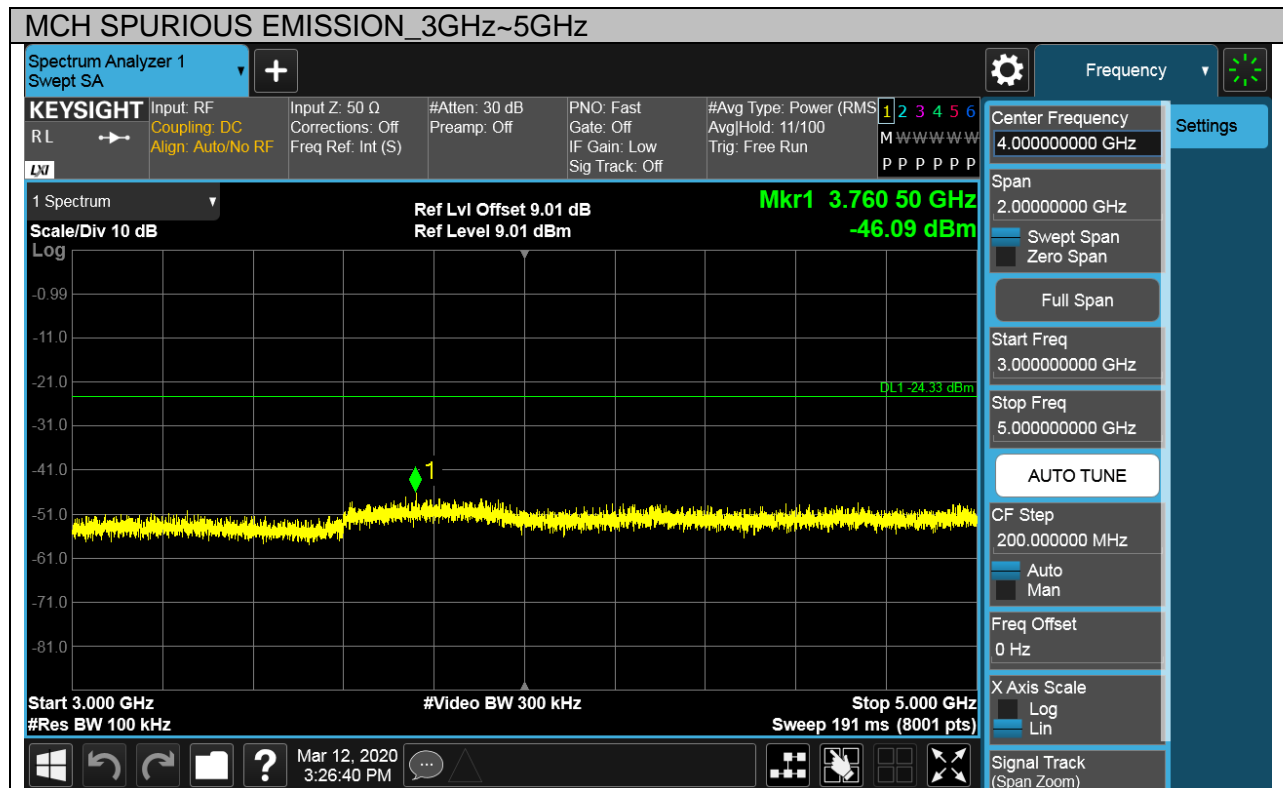 MCH SPURIOUS EMISSION_3GHz~5GHz
Spectrum Analyzer 1
Swept SA
Frequency
KEYSIGHT
R L
LXI
Input: RF
Coupling: DC
Align: Auto/No RF
Input Z: 50 Ω
Corrections: Off
Freq Ref: Int (S)
#Atten: 30 dB
Preamp: Off
PNO: Fast
Gate: Off
IF Gain: Low
Sig Track: Off
#Avg Type: Power (RMS
Avg|Hold: 11/100
Trig: Free Run
1 2 3 4 5 6
M W W W W W
P P P P P P
1 Spectrum
Scale/Div 10 dB
Ref Lvl Offset 9.01 dB
Ref Level 9.01 dBm
Mkr1 3.760 50 GHz
-46.09 dBm
Log
-0.99
-11.0
-21.0
-31.0
-41.0
-51.0
-61.0
-71.0
-81.0
DL1 -24.33 dBm
1
Start 3.000 GHz
#Res BW 100 kHz
#Video BW 300 kHz
Stop 5.000 GHz
Sweep 191 ms (8001 pts)
Mar 12, 2020
3:26:40 PM
Center Frequency
4.000000000 GHz
Span
2.00000000 GHz
Swept Span
Zero Span
Full Span
Start Freq
3.000000000 GHz
Stop Freq
5.000000000 GHz
AUTO TUNE
CF Step
200.000000 MHz
Auto
Man
Freq Offset
0 Hz
X Axis Scale
Log
Lin
Signal Track
(Span Zoom)
Settings